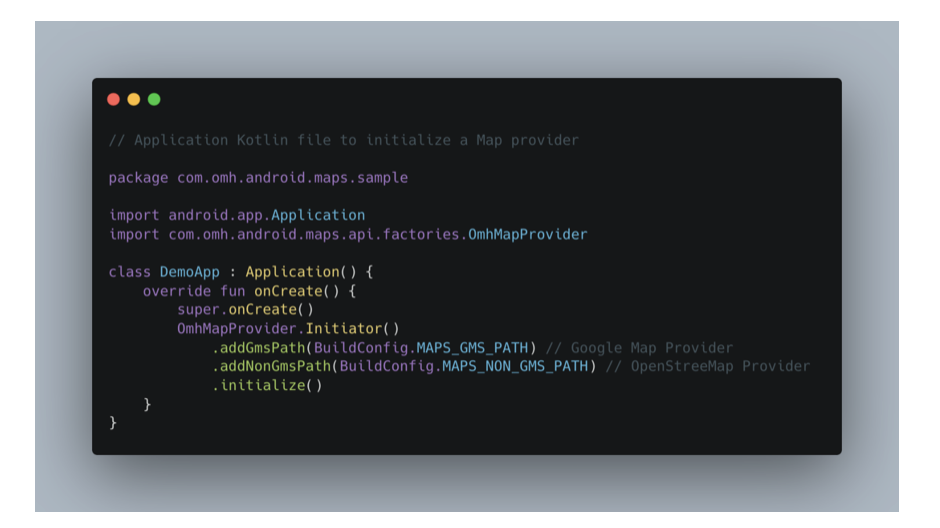 // Application Kotlin file to initialize a Map provider
package com.omh.android.maps.sample
import android.app.Application
import com.omh.android.maps.api.factories.OmhMapProvider
class DemoApp : Application() {
    override fun onCreate() {
        super.onCreate()
        OmhMapProvider.Initiator()
            .addGmsPath(BuildConfig.MAPS_GMS_PATH) // Google Map Provider
            .addNonGmsPath(BuildConfig.MAPS_NON_GMS_PATH) // OpenStreeMap Provider
            .initialize()
    }
}